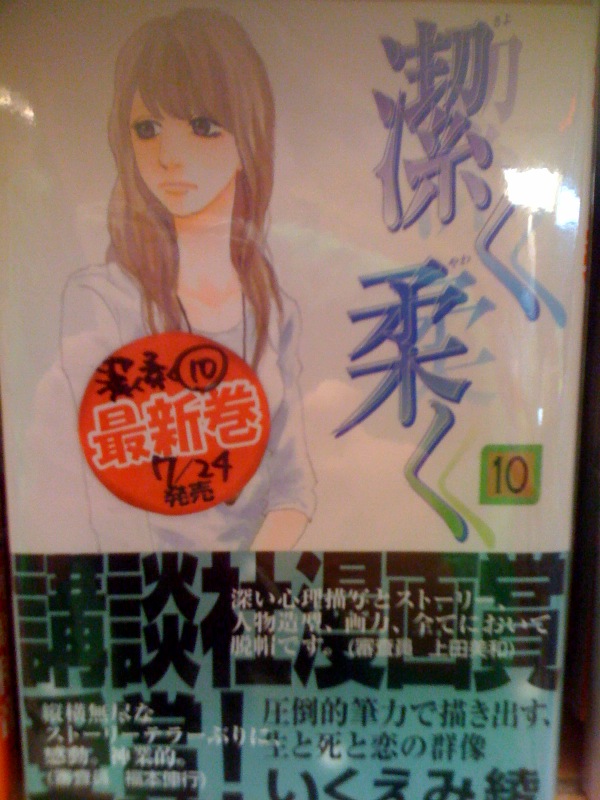 潔く
きよ
柔く
やわ
10
潔く柔く⑩
最新巻
7/24
発売
講談社漫画賞
深い心理描写とストーリー、
人物造型、画力、全てにおいて
脱帽です。(審査員 上田美和)
縦横無尽な
ストーリーテラーぶりに、
感動。神業的。
(審査員 福本伸行)
圧倒的筆力で描き出す、
生と死と恋の群像
いくえみ綾